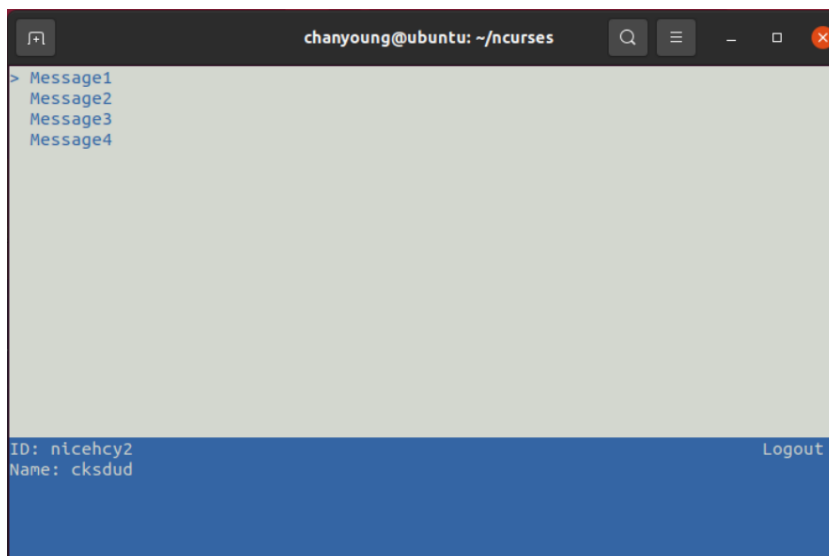 chanyoung@ubuntu: ~/ncurses
> Message1
Message2
Message3
Message4
ID: nicehcy2 Logout
Name: cksdud